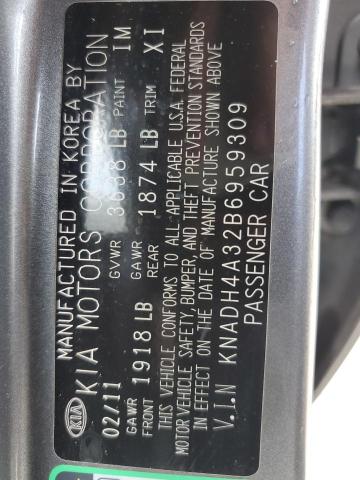 MANUFACTURED IN KOREA BY
KIA KIA MOTORS CORPORATION
02/11 GVWR 3638 LB PAINT IM
GAWR FRONT 1918 LB GAWR REAR 1874 LB TRIM XI
THIS VEHICLE CONFORMS TO ALL APPLICABLE U.S.A. FEDERAL
MOTOR VEHICLE SAFETY, BUMPER, AND THEFT PREVENTION STANDARDS
IN EFFECT ON THE DATE OF MANUFACTURE SHOWN ABOVE
V.I.N KNADH4A32B6959309
PASSENGER CAR